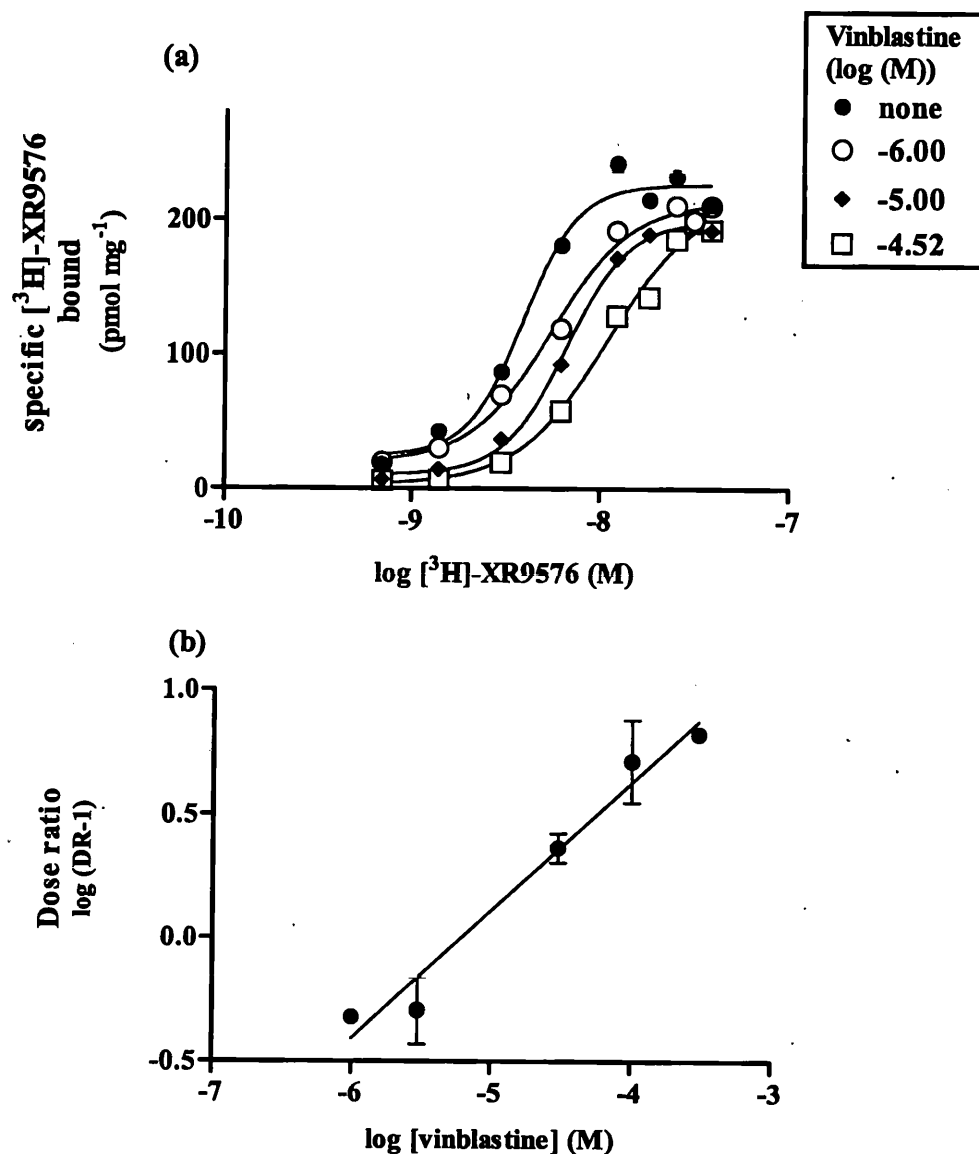 (a)
Vinblastine
(log (M))
none
-6.00
-5.00
-4.52
specific [³H]-XR9576
bound
(pmol mg⁻¹)
200
100
0
-10
-9
-8
-7
log [³H]-XR9576 (M)
(b)
Dose ratio
log (DR-1)
1.0
0.5
0.0
-0.5
-7
-6
-5
-4
-3
log [vinblastine] (M)